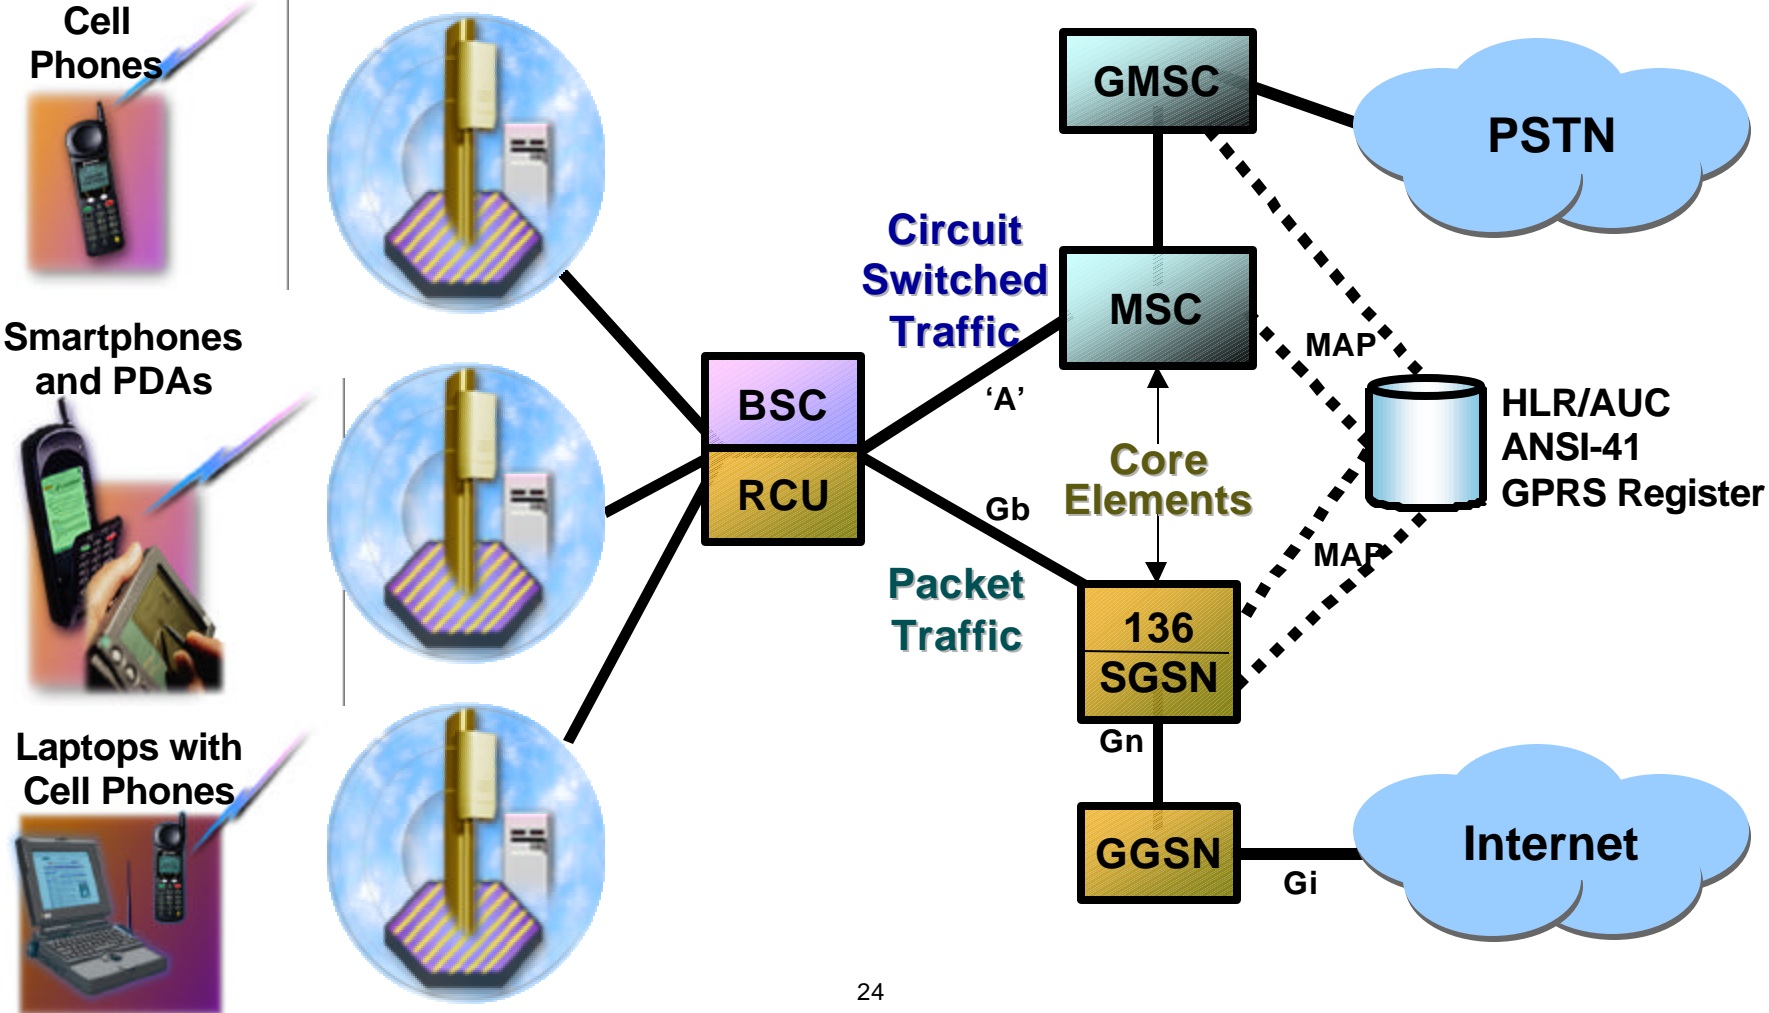 Cell
Phones
Smartphones
and PDAs
Laptops with
Cell Phones
BSC
RCU
Circuit
Switched
Traffic
‘A’
Gb
Packet
Traffic
GMSC
MSC
Core
Elements
136
SGSN
Gn
GGSN
Gi
PSTN
MAP
MAP
HLR/AUC
ANSI-41
GPRS Register
Internet
24